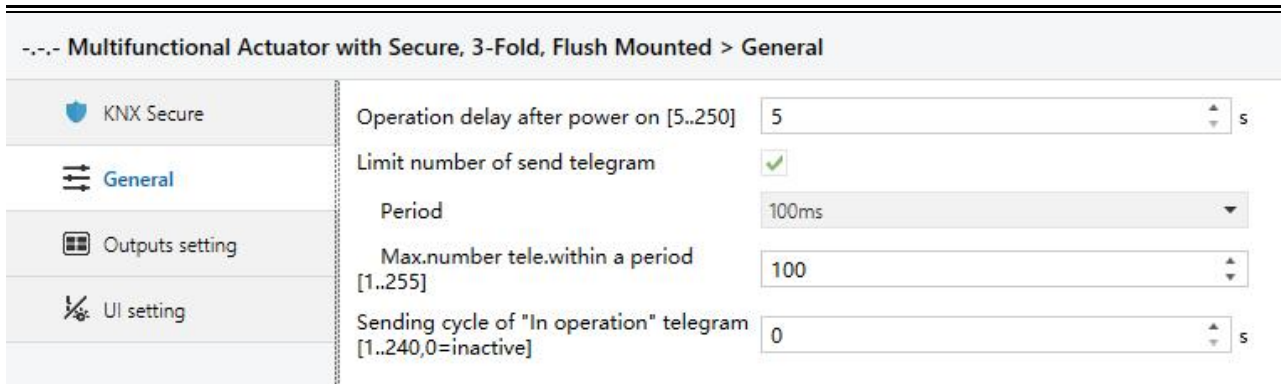 -.-.- Multifunctional Actuator with Secure, 3-Fold, Flush Mounted > General
KNX Secure
General
Outputs setting
UI setting
Operation delay after power on [5..250]
5
s
Limit number of send telegram
Period
100ms
Max.number tele.within a period
[1..255]
100
Sending cycle of "In operation" telegram
[1..240,0=inactive]
0
s